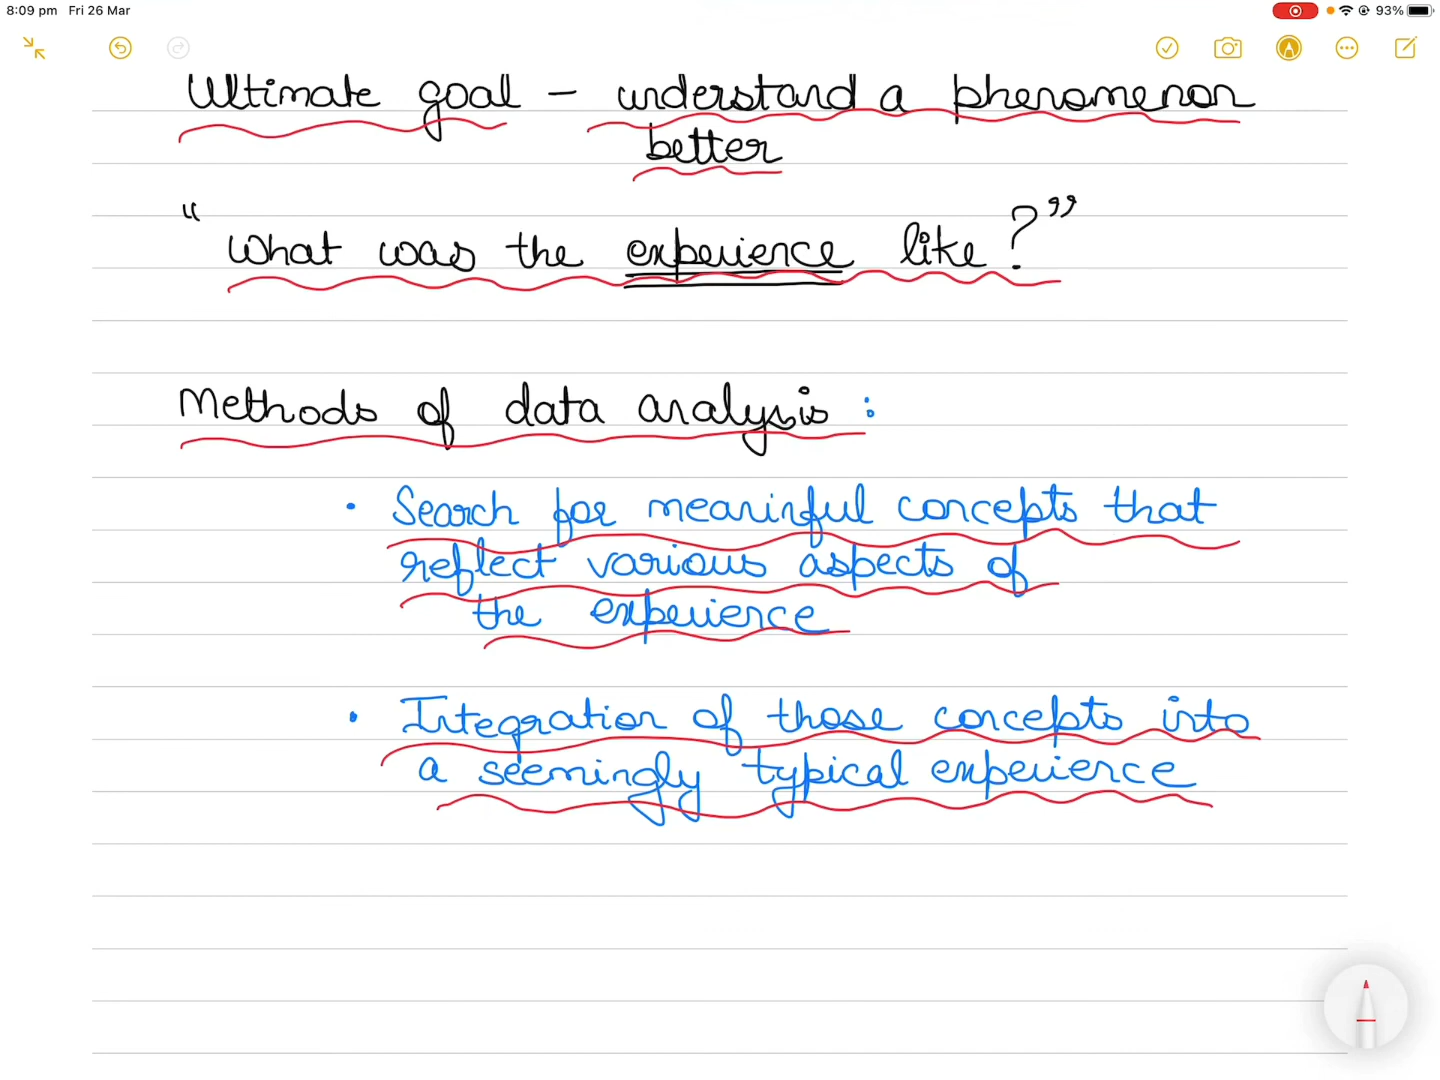 8:09 pm Fri 26 Mar 93%
Ultimate goal - understand a phenomenon
better
"What was the experience like?"
Methods of data analysis :
• Search for meaninful concepts that
reflect various aspects of
the experience
• Integration of those concepts into
a seemingly typical experience